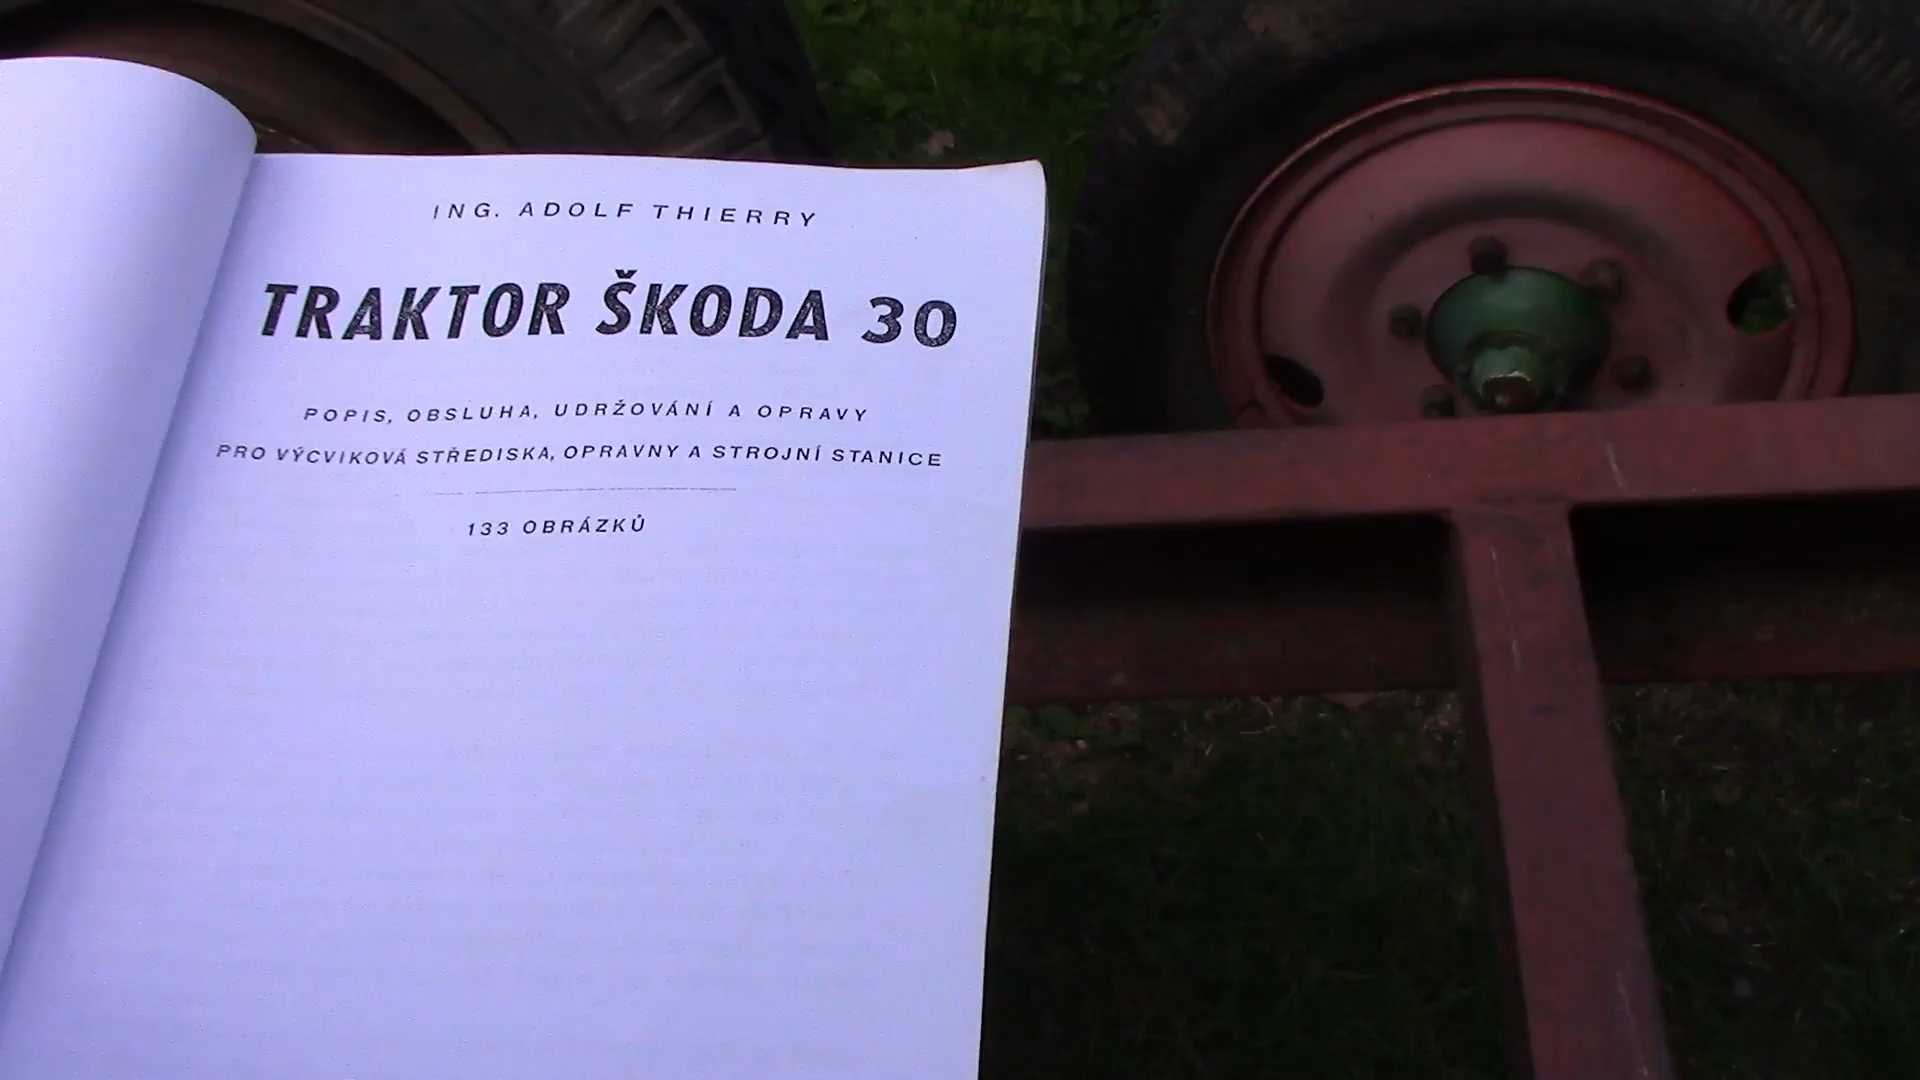 ING. ADOLF THIERRY
TRAKTOR ŠKODA 30
POPIS, OBSLUHA, UDRŽOVÁNÍ A OPRAVY
PRO VÝCVIKOVÁ STŘEDISKA, OPRAVNY A STROJNÍ STANICE
133 OBRÁZKŮ